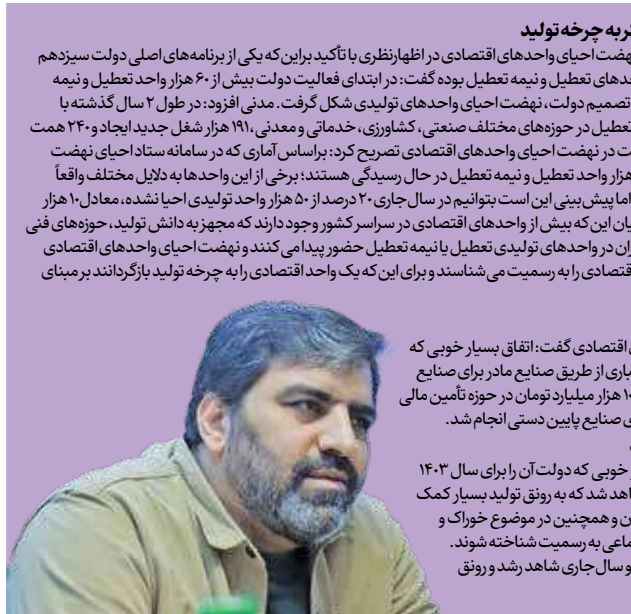 ر به چرخه تولید
نهضت احیای واحدهای اقتصادی در اظهارنظری با تأکید براین که یکی از برنامه‌های اصلی دولت سیزدهم
دهای تعطیل و نیمه تعطیل بوده گفت: در ابتدای فعالیت دولت بیش از ۶۰ هزار واحد تعطیل و نیمه
تصمیم دولت، نهضت احیای واحدهای تولیدی شکل گرفت. مدنی افزود: در طول ۲ سال گذشته با
تعطیل در حوزه‌های مختلف صنعتی، کشاورزی، خدماتی و معدنی، ۱۹۱ هزار شغل جدید ایجاد و ۲۴۰ همت
ت در نهضت احیای واحدهای اقتصادی تصریح کرد: براساس آماری که در سامانه ستاد احیای نهضت
هزار واحد تعطیل و نیمه تعطیل در حال رسیدگی هستند؛ برخی از این واحدها به دلایل مختلف واقعاً
اما پیش بینی این است بتوانیم در سال جاری ۲۰ درصد از ۵۰ هزار واحد تولیدی احیا نشده، معادل ۱۰ هزار
یان این که بیش از واحدهای اقتصادی در سراسر کشور وجود دارند که مجهز به دانش تولید، حوزه‌های فنی
ران در واحدهای تولیدی تعطیل یا نیمه تعطیل حضور پیدا می کنند و نهضت احیای واحدهای اقتصادی
قتصادی را به رسمیت می شناسند و برای این که یک واحد اقتصادی را به چرخه تولید بازگردانند بر مبنای
ی اقتصادی گفت: اتفاق بسیار خوبی که
باری از طریق صنایع مادر برای صنایع
۱۰ هزار میلیارد تومان در حوزه تأمین مالی
ی صنایع پایین دستی انجام شد.
ر خوبی که دولت آن را برای سال ۱۴۰۳
اهد شد که به رونق تولید بسیار کمک
ن و همچنین در موضوع خوراک و
ماعی به رسمیت شناخته شوند.
و سال جاری شاهد رشد و رونق